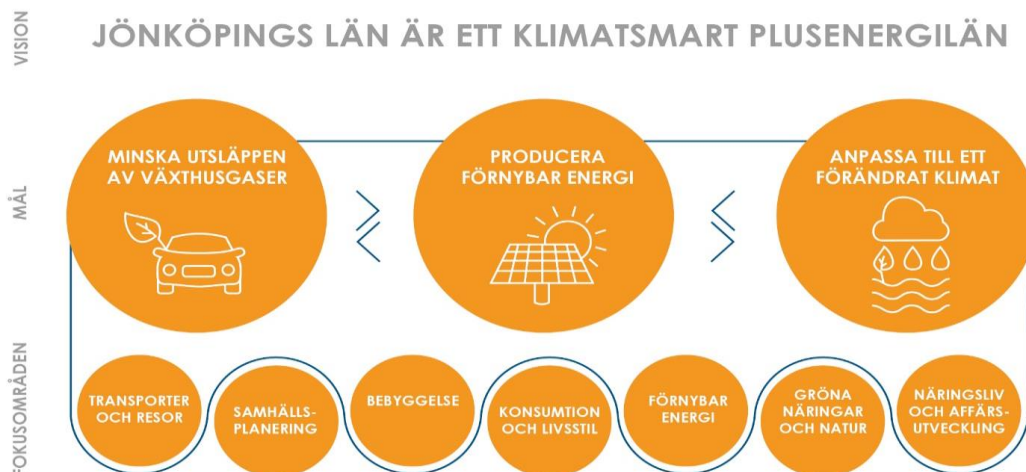 VISION
JÖNKÖPINGS LÄN ÄR ETT KLIMATSMART PLUSENERGILÄN
MÅL
MINSKA UTSLÄPPEN
AV VÄXTHUSGASER
PRODUCERA
FÖRNYBAR ENERGI
ANPASSA TILL ETT
FÖRÄNDRAT KLIMAT
FOKUSOMRÅDEN
TRANSPORTER
OCH RESOR
SAMHÄLLS-
PLANERING
BEBYGGELSE
KONSUMTION
OCH LIVSSTIL
FÖRNYBAR
ENERGI
GRÖNA
NÄRINGAR
OCH NATUR
NÄRINGSLIV
OCH AFFÄRS-
UTVECKLING